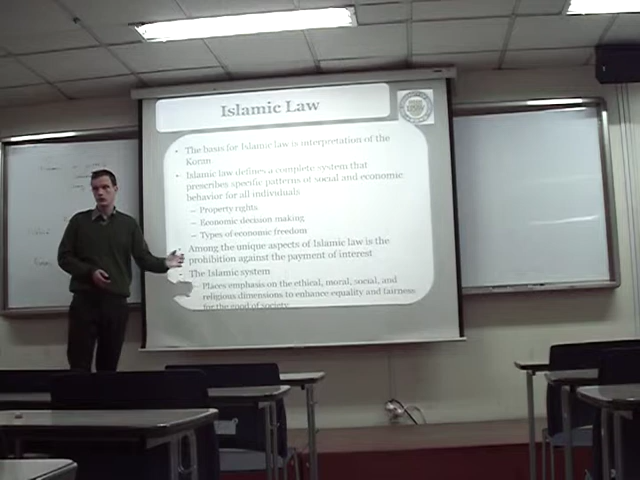 Islamic Law
• The basis for Islamic law is interpretation of the
Koran
• Islamic law defines a complete system that
prescribes specific patterns of social and economic
behavior for all individuals
– Property rights
– Economic decision making
– Types of economic freedom
• Among the unique aspects of Islamic law is the
prohibition against the payment of interest
The Islamic system
– Places emphasis on the ethical, moral, social, and
religious dimensions to enhance equality and fairness
for the good of society